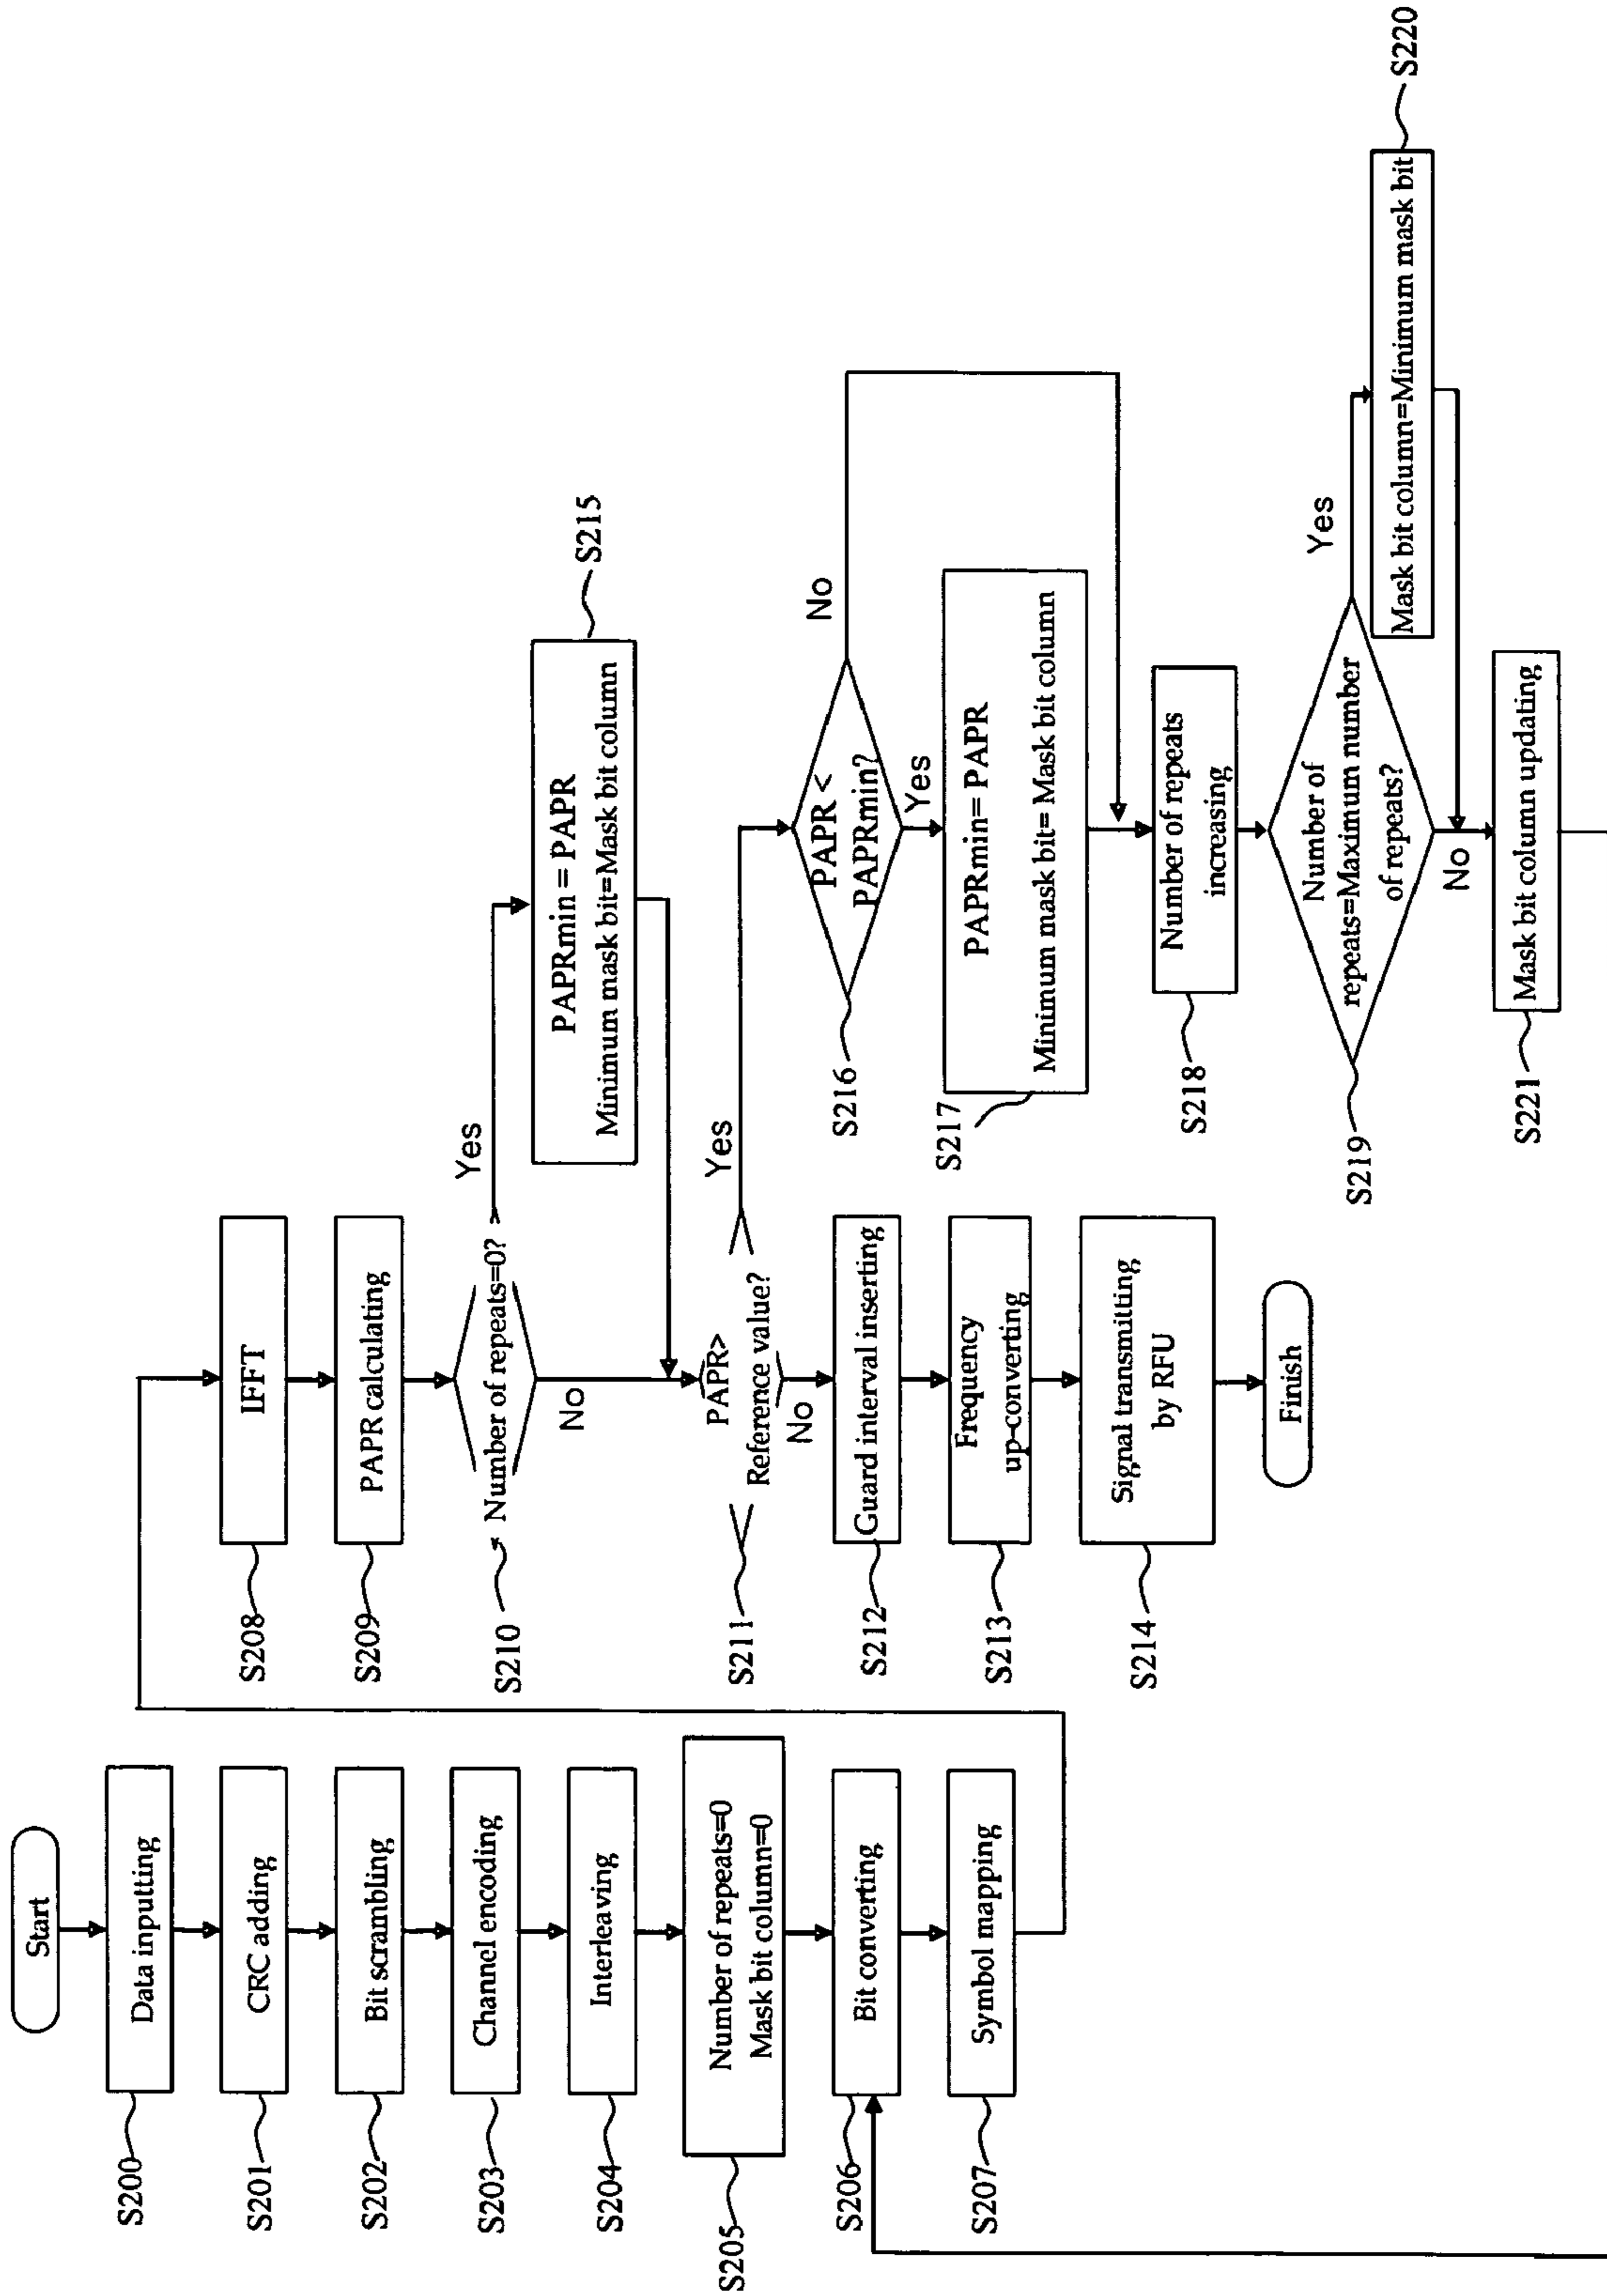 Start
S200
Data inputting
S201
CRC adding
S202
Bit scrambling
S203
Channel encoding
S204
Interleaving
S205
Number of repeats=0
Mask bit column=0
S206
Bit converting
S207
Symbol mapping
S208
IFFT
S209
PAPR calculating
S210
Number of repeats=0?
Yes
No
S215
PAPRmin = PAPR
Minimum mask bit=Mask bit column
S211
PAPR>
Reference value?
Yes
No
S212
Guard interval inserting
S213
Frequency
up-converting
S214
Signal transmitting
by RFU
Finish
S216
PAPR <
PAPRmin?
No
Yes
S217
PAPRmin= PAPR
Minimum mask bit= Mask bit column
S218
Number of repeats
increasing
S219
Number of
repeats=Maximum number
of repeats?
Yes
No
S220
Mask bit column=Minimum mask bit
S221
Mask bit column updating